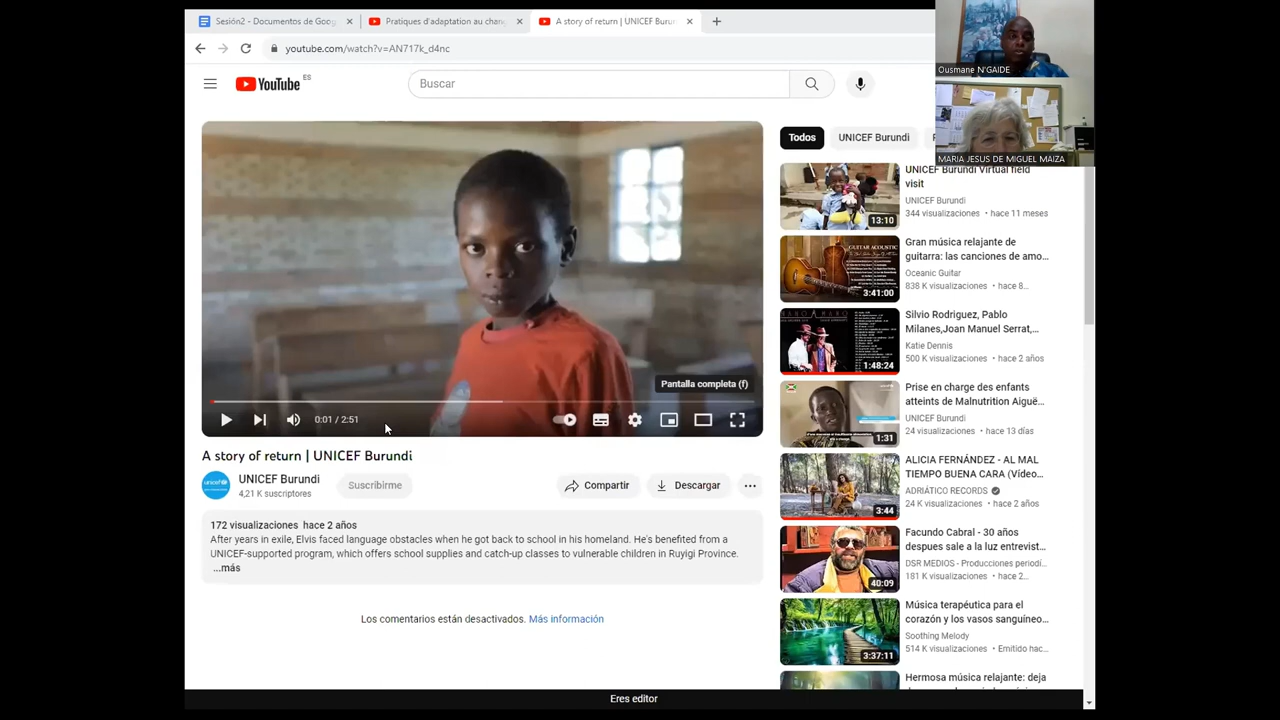 Sesión2 - Documentos de Goog
Pratiques d'adaptation au chan
A story of return | UNICEF Buru
youtube.com/watch?v=AN717k_d4nc
YouTube ES
Buscar
Ousmane N'GAIDE
MARIA JESUS DE MIGUEL MAIZA
Todos
UNICEF Burundi
Pantalla completa (f)
0:01 / 2:51
A story of return | UNICEF Burundi
unicef
UNICEF Burundi
4,21 K suscriptores
Suscribirme
Compartir
Descargar
172 visualizaciones hace 2 años
After years in exile, Elvis faced language obstacles when he got back to school in his homeland. He's benefited from a
UNICEF-supported program, which offers school supplies and catch-up classes to vulnerable children in Ruyigi Province.
...más
Los comentarios están desactivados. Más información
UNICEF Burundi Virtual field
visit
UNICEF Burundi
344 visualizaciones • hace 11 meses
13:10
Gran música relajante de
guitarra: las canciones de amo...
Oceanic Guitar
838 K visualizaciones • hace 8...
GUITAR ACOUSTIC
3:41:00
Silvio Rodriguez, Pablo
Milanes,Joan Manuel Serrat,...
Katie Dennis
500 K visualizaciones • hace 2 años
MANO A MANO
1:48:24
Prise en charge des enfants
atteints de Malnutrition Aiguë...
UNICEF Burundi
24 visualizaciones • hace 13 días
1:31
ALICIA FERNÁNDEZ - AL MAL
TIEMPO BUENA CARA (Vídeo...
ADRIÁTICO RECORDS
24 K visualizaciones • hace 2 años
3:44
Facundo Cabral - 30 años
despues sale a la luz entrevist...
DSR MEDIOS - Producciones periodí...
181 K visualizaciones • hace 2...
40:09
Música terapéutica para el
corazón y los vasos sanguíneo...
Soothing Melody
514 K visualizaciones • Emitido hac...
3:37:11
Hermosa música relajante: deja
Eres editor